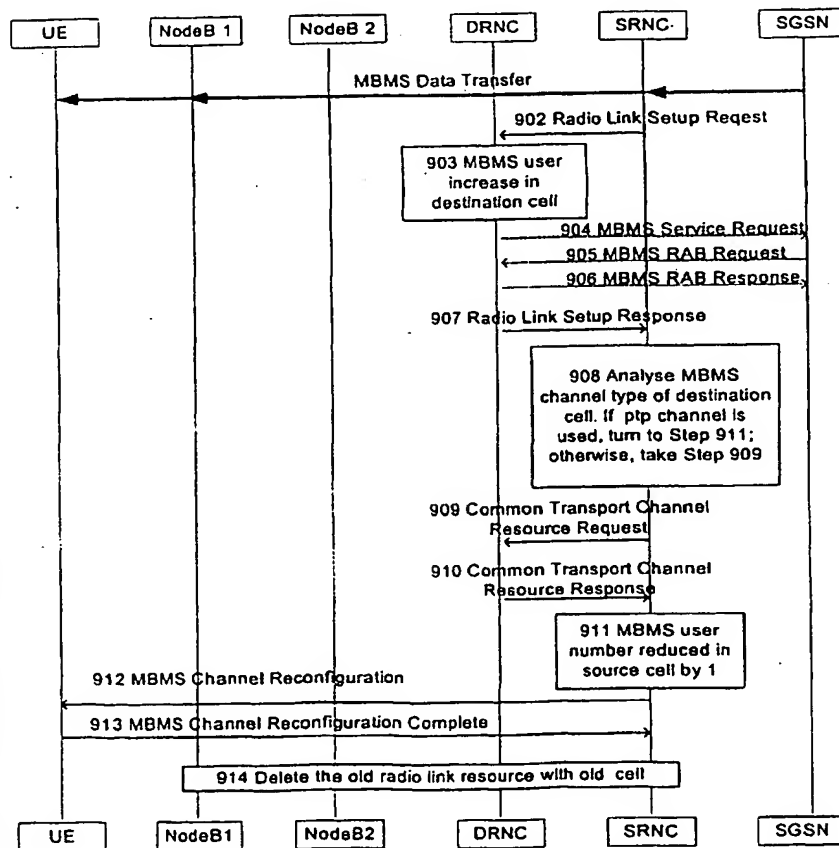 UE NodeB 1 NodeB 2 DRNC SRNC. SGSN
MBMS Data Transfer
902 Radio Link Setup Reqest
903 MBMS user
increase in
destination cell
904 MBMS Service Request
905 MBMS RAB Request
906 MBMS RAB Response
907 Radio Link Setup Response
908 Analyse MBMS
channel type of destination
cell. If ptp channel is
used, turn to Step 911;
otherwise, take Step 909
909 Common Transport Channel
Resource Request
910 Common Transport Channel
Resource Response
911 MBMS user
number reduced in
source cell by 1
912 MBMS Channel Reconfiguration
913 MBMS Channel Reconfiguration Complete
914 Delete the old radio link resource with old cell
UE NodeB1 NodeB2 DRNC SRNC SGSN